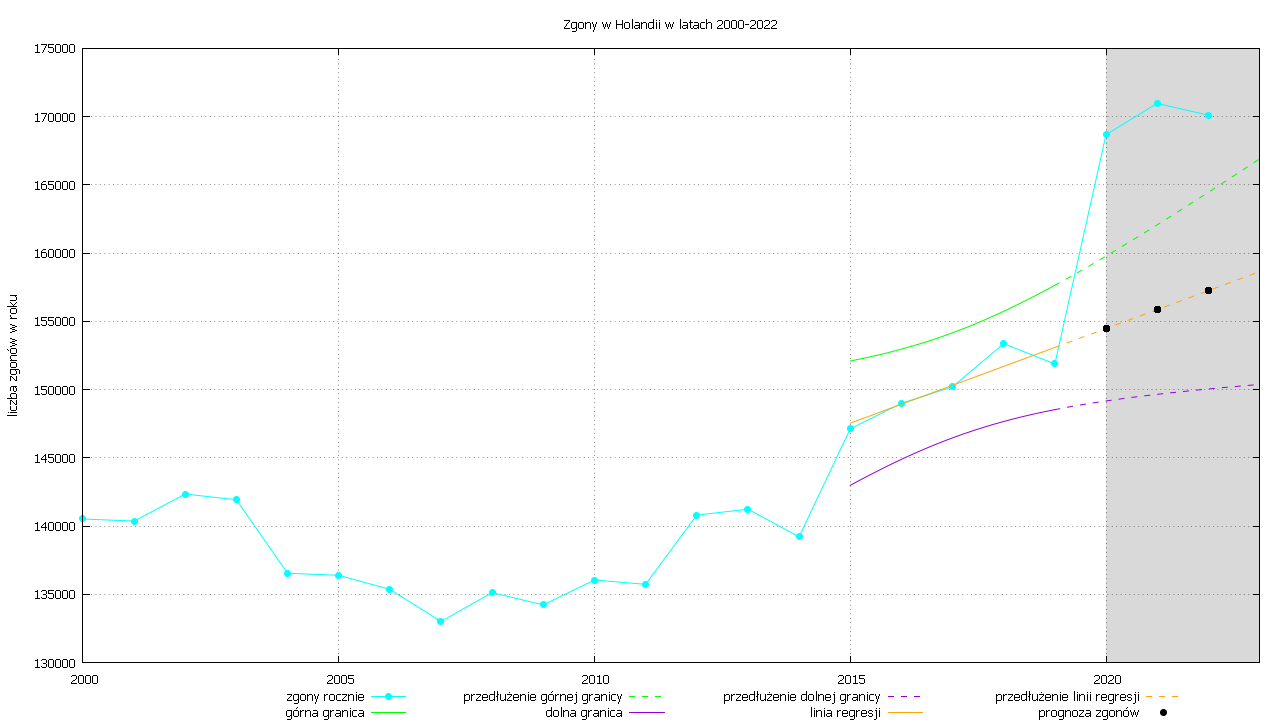 Zgony w Holandii w latach 2000-2022
175000
170000
165000
160000
155000
150000
145000
140000
135000
130000
liczba zgonów w roku
2000 2005 2010 2015 2020
zgony rocznie przedłużenie górnej granicy przedłużenie dolnej granicy przedłużenie linii regresji
górna granica dolna granica linia regresji prognoza zgonów